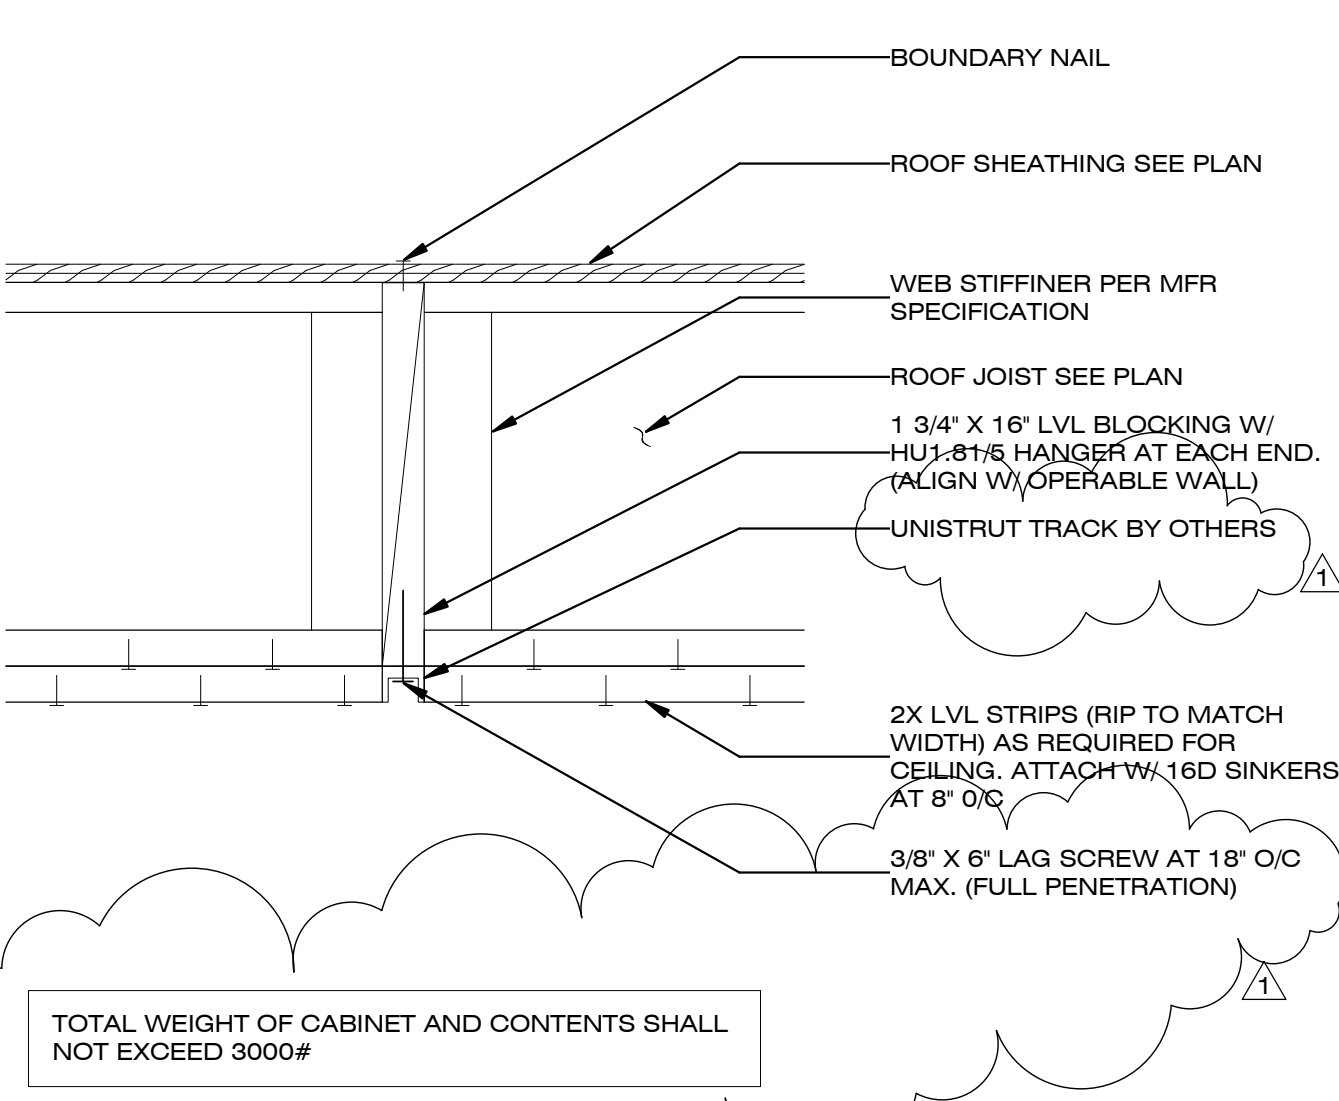 BOUNDARY NAIL
ROOF SHEATHING SEE PLAN
WEB STIFFINER PER MFR
SPECIFICATION
ROOF JOIST SEE PLAN
1 3/4" X 16" LVL BLOCKING W/
HU1.81/5 HANGER AT EACH END.
(ALIGN W/ OPERABLE WALL)
UNISTRUT TRACK BY OTHERS
1
2X LVL STRIPS (RIP TO MATCH
WIDTH) AS REQUIRED FOR
CEILING. ATTACH W/ 16D SINKERS
AT 8" 0/C
3/8" X 6" LAG SCREW AT 18" O/C
MAX. (FULL PENETRATION)
1
TOTAL WEIGHT OF CABINET AND CONTENTS SHALL
NOT EXCEED 3000#